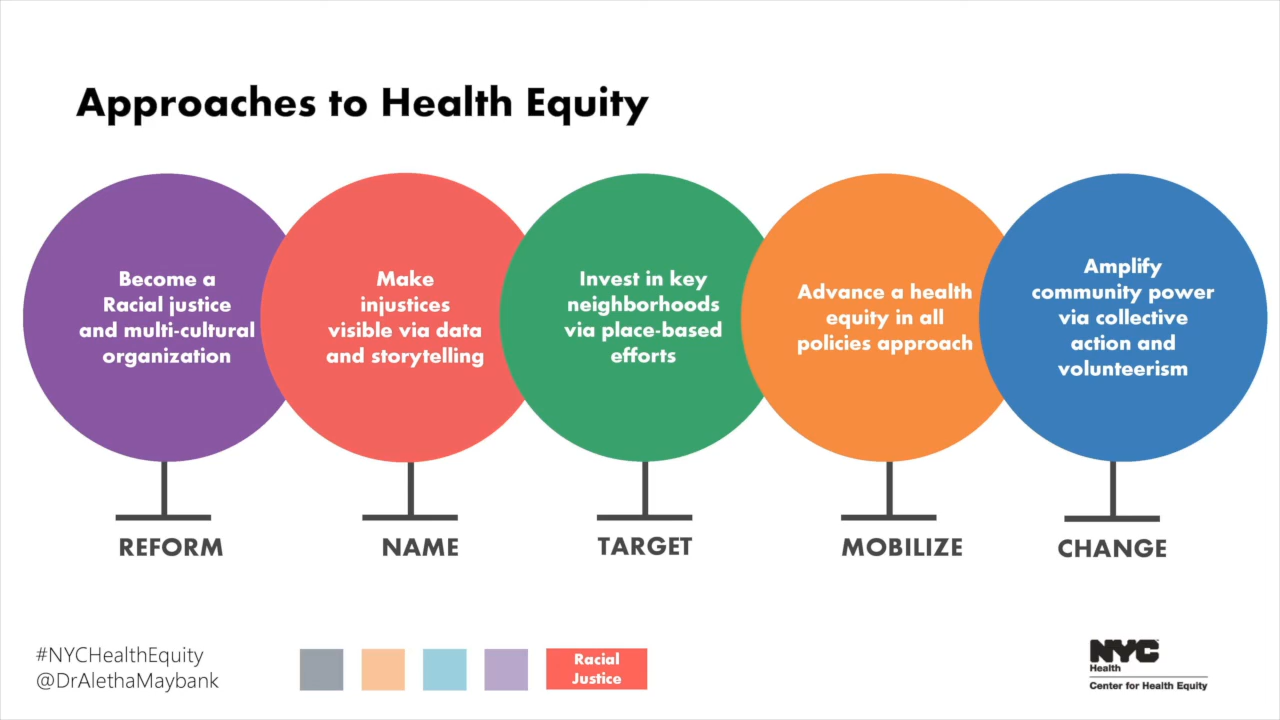 Approaches to Health Equity
Become a
Racial justice
and multi-cultural
organization
Make
injustices
visible via data
and storytelling
Invest in key
neighborhoods
via place-based
efforts
Advance a health
equity in all
policies approach
Amplify
community power
via collective
action and
volunteerism
REFORM
NAME
TARGET
MOBILIZE
CHANGE
#NYCHealthEquity
@DrAlethaMaybank
Racial
Justice
NYC
Health
Center for Health Equity